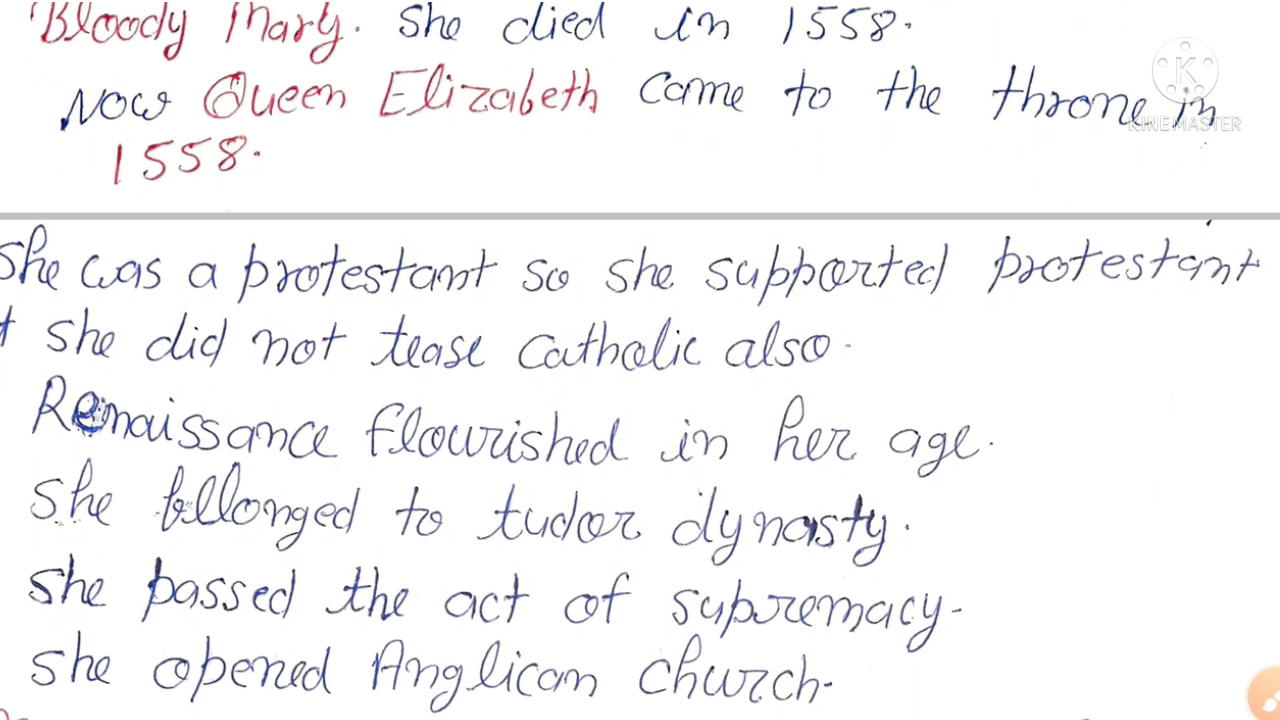 'Bloody Mary. She died in 1558.
Now Queen Elizabeth came to the throne in
1558.
KINEMASTER
She was a protestant so she supported protestant
she did not tease catholic also.
Renaissance flourished in her age.
She bellonged to tudor dynasty.
She passed the act of supremacy.
She opened Anglican church.